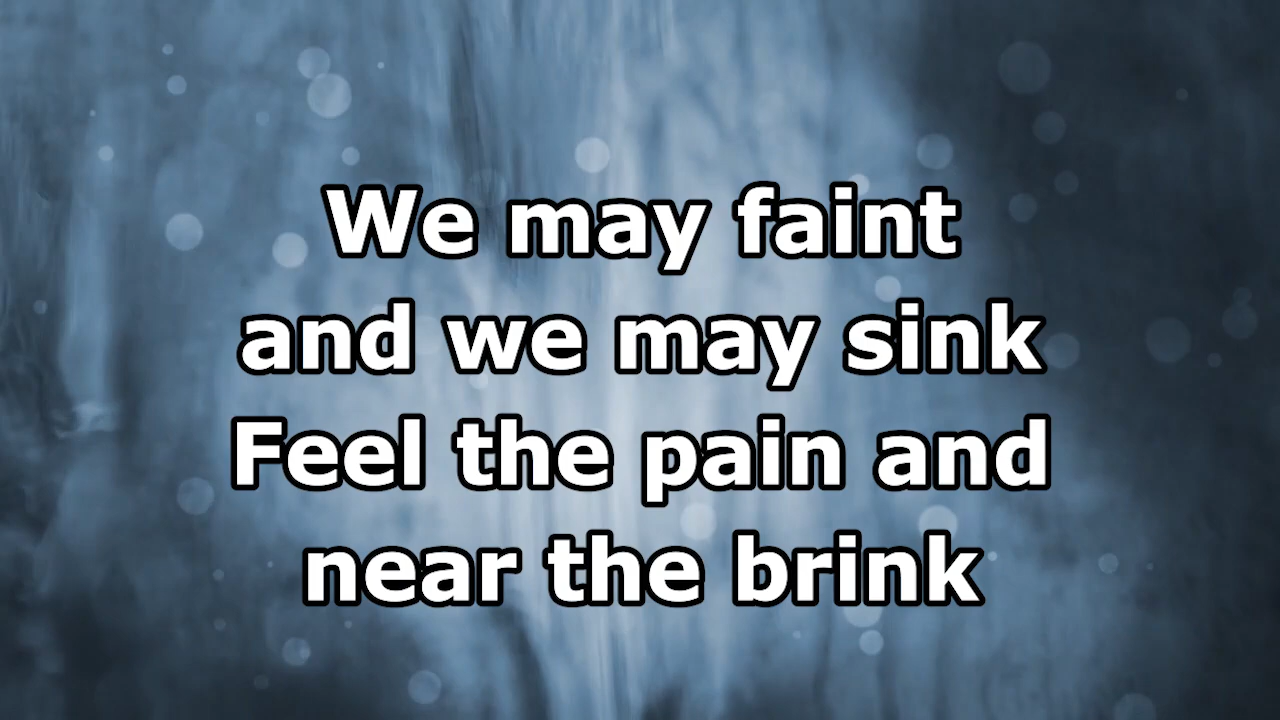 We may faint
and we may sink
Feel the pain and
near the brink